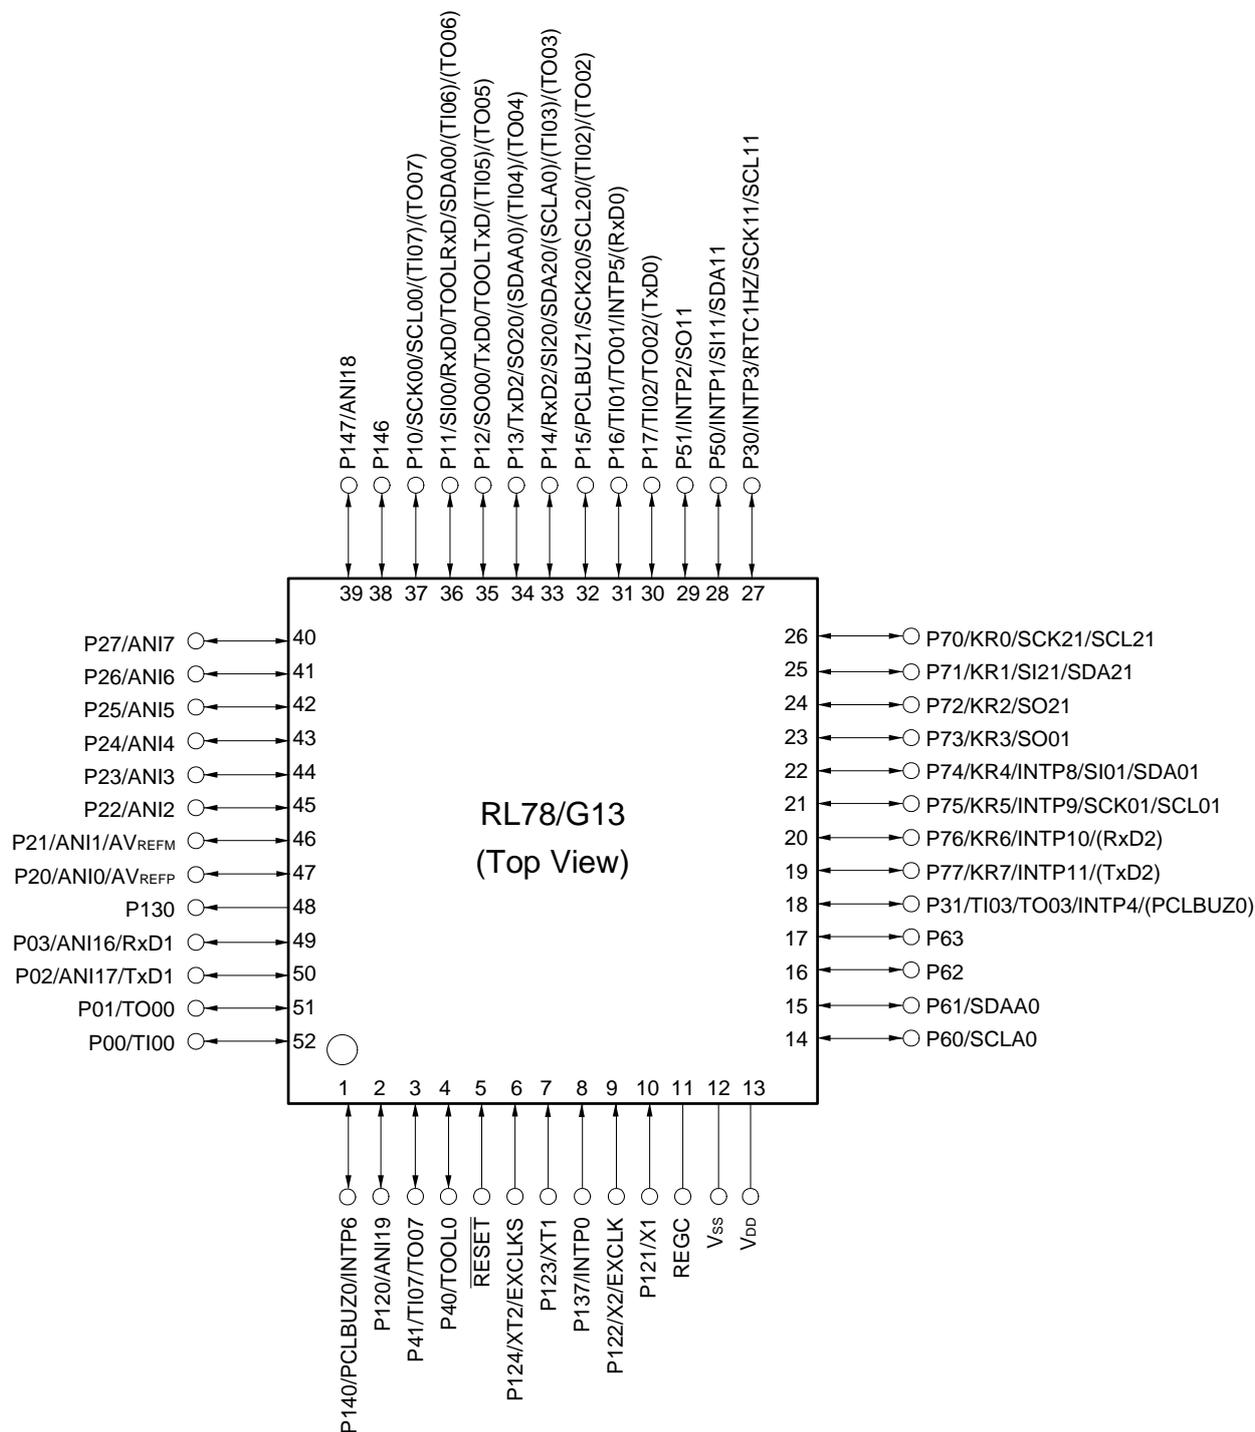 P147/ANI18
P146
P10/SCK00/SCL00/(TI07)/(TO07)
P11/SI00/RxD0/TOOLRxD/SDA00/(TI06)/(TO06)
P12/SO00/TxD0/TOOLTxD/(TI05)/(TO05)
P13/TxD2/SO20/(SDAA0)/(TI04)/(TO04)
P14/RxD2/SI20/SDA20/(SCLA0)/(TI03)/(TO03)
P15/PCLBUZ1/SCK20/SCL20/(TI02)/(TO02)
P16/TI01/TO01/INTP5/(RxD0)
P17/TI02/TO02/(TxD0)
P51/INTP2/SO11
P50/INTP1/SI11/SDA11
P30/INTP3/RTC1HZ/SCK11/SCL11
39 38 37 36 35 34 33 32 31 30 29 28 27
P27/ANI7 40
P26/ANI6 41
P25/ANI5 42
P24/ANI4 43
P23/ANI3 44
P22/ANI2 45
P21/ANI1/AVREFM 46
P20/ANI0/AVREFP 47
P130 48
P03/ANI16/RxD1 49
P02/ANI17/TxD1 50
P01/TO00 51
P00/TI00 52
RL78/G13
(Top View)
26 P70/KR0/SCK21/SCL21
25 P71/KR1/SI21/SDA21
24 P72/KR2/SO21
23 P73/KR3/SO01
22 P74/KR4/INTP8/SI01/SDA01
21 P75/KR5/INTP9/SCK01/SCL01
20 P76/KR6/INTP10/(RxD2)
19 P77/KR7/INTP11/(TxD2)
18 P31/TI03/TO03/INTP4/(PCLBUZ0)
17 P63
16 P62
15 P61/SDAA0
14 P60/SCLA0
1 2 3 4 5 6 7 8 9 10 11 12 13
P140/PCLBUZ0/INTP6
P120/ANI19
P41/TI07/TO07
P40/TOOL0
RESET
P124/XT2/EXCLKS
P123/XT1
P137/INTP0
P122/X2/EXCLK
P121/X1
REGC
VSS
VDD